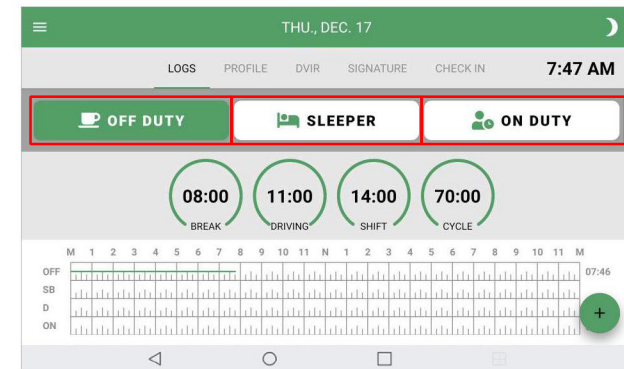 THU., DEC. 17
LOGS PROFILE DVIR SIGNATURE CHECK IN 7:47 AM
OFF DUTY SLEEPER ON DUTY
08:00 11:00 14:00 70:00
BREAK DRIVING SHIFT CYCLE
M 1 2 3 4 5 6 7 8 9 10 11 N 1 2 3 4 5 6 7 8 9 10 11 M
OFF 07:46
SB
D
ON
+